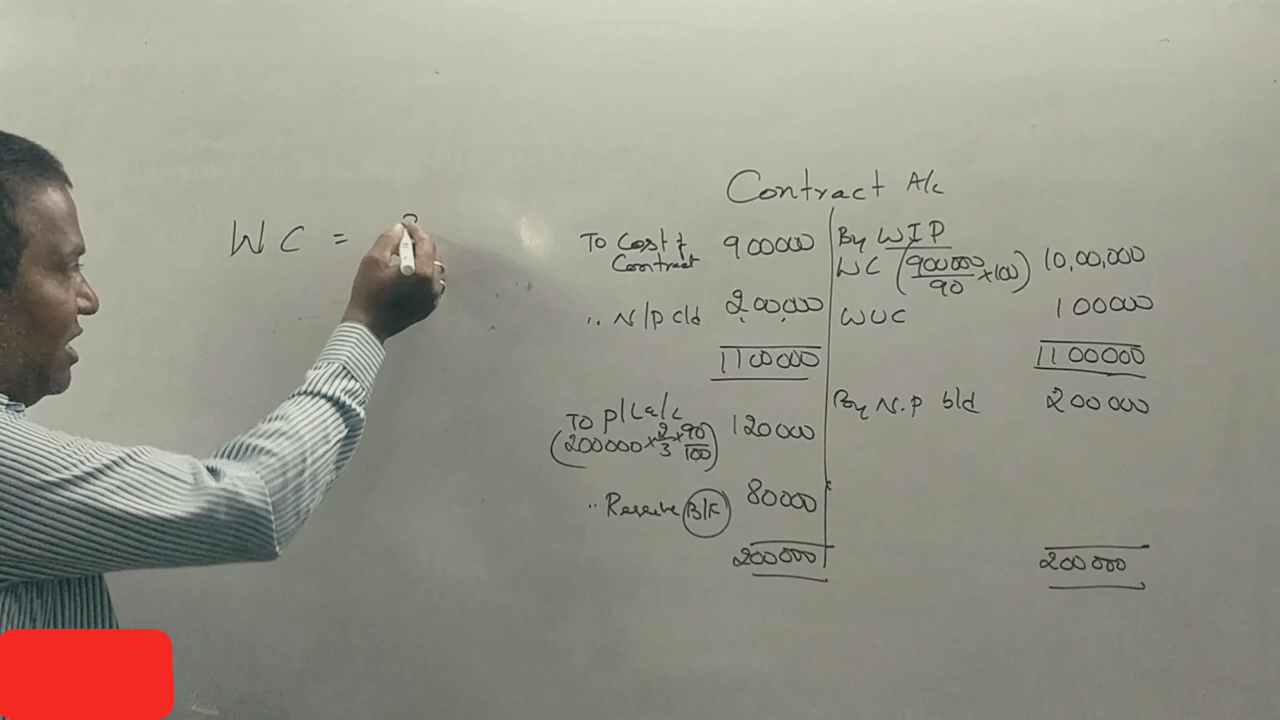 WC =
Contract A/c
To Cost of 900000 By WIP
Contract WC (900000/90 × 100) 10,00,000
,, N/P c/d 2,00,000 WUC 100000
1100000 1100000
To P/L a/c 120000 By N.P b/d 200000
(200000 × 2/3 × 90/100)
,, Reserve B/F 80000
200000 200000